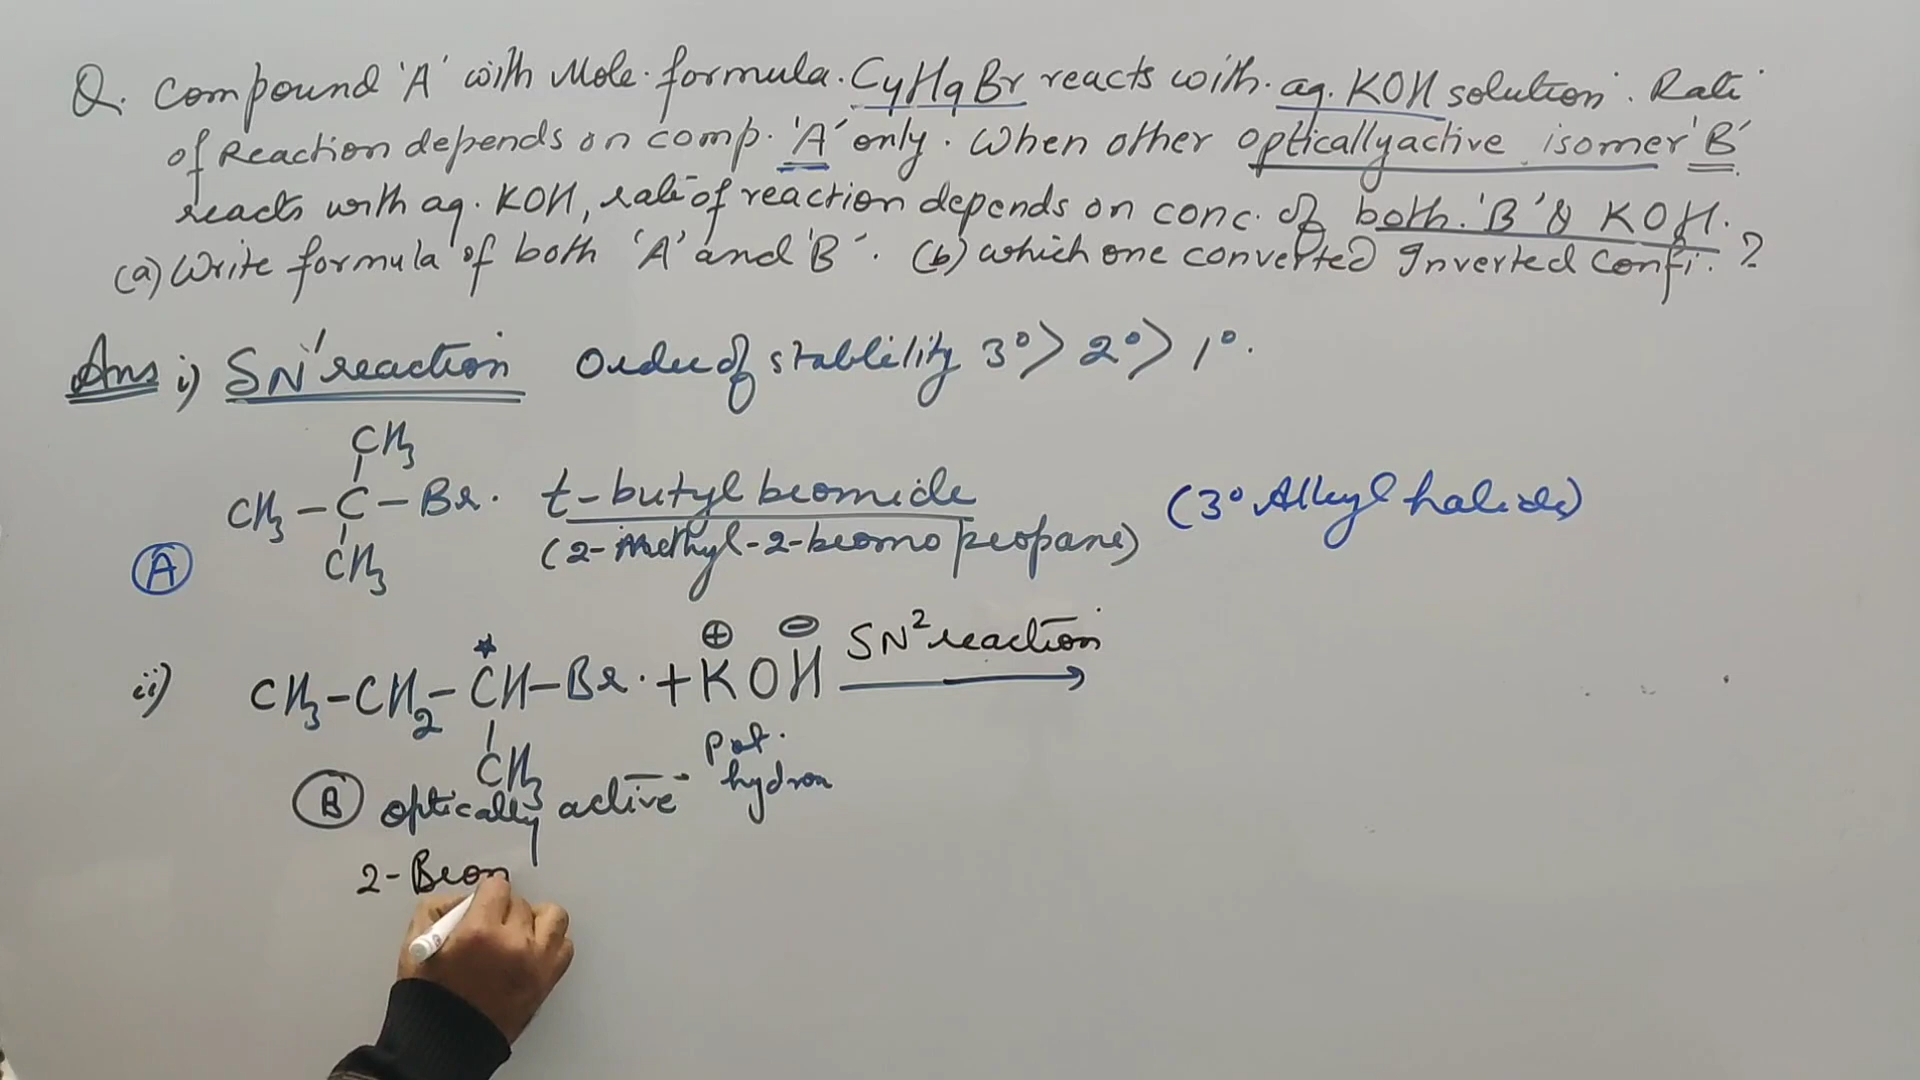 Q. Compound 'A' with Mole. formula. C4H9Br reacts with. aq. KOH solution. Rate
of Reaction depends on comp. 'A' only. When other optically active isomer 'B'
reacts with aq. KOH, rate of reaction depends on conc. of both. 'B' & KOH.
(a) Write formula of both 'A' and 'B'. (b) which one converted Inverted Confi. ?
Ans i) SN¹ reaction Order of stablility 3° > 2° > 1°.
CH3
CH3 - C - Br. t-butyl bromide (3° Alkyl halide)
(2-Methyl-2-bromo propane)
CH3
(A)
⊕ ⊖
ii) CH3-CH2-*CH-Br. + KOH SN² reaction →
CH3 Pot.
hydrox
(B) optically active
2-Brom